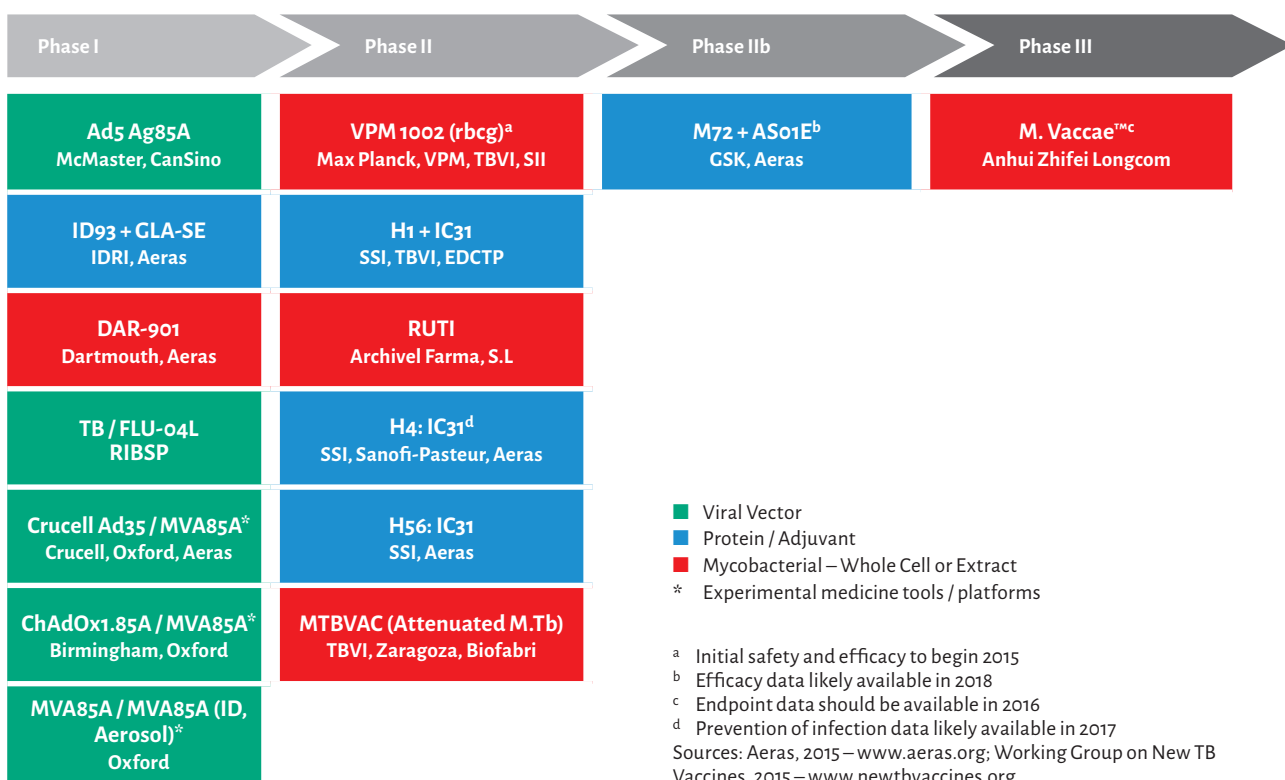 Phase I
Phase II
Phase IIb
Phase III
Ad5 Ag85A
McMaster, CanSino
VPM 1002 (rbcg)ᵃ
Max Planck, VPM, TBVI, SII
M72 + AS01Eᵇ
GSK, Aeras
M. Vaccae™ᶜ
Anhui Zhifei Longcom
ID93 + GLA-SE
IDRI, Aeras
H1 + IC31
SSI, TBVI, EDCTP
DAR-901
Dartmouth, Aeras
RUTI
Archivel Farma, S.L
TB / FLU-04L
RIBSP
H4: IC31ᵈ
SSI, Sanofi-Pasteur, Aeras
Crucell Ad35 / MVA85A*
Crucell, Oxford, Aeras
H56: IC31
SSI, Aeras
ChAdOx1.85A / MVA85A*
Birmingham, Oxford
MTBVAC (Attenuated M.Tb)
TBVI, Zaragoza, Biofabri
MVA85A / MVA85A (ID,
Aerosol)*
Oxford
Viral Vector
Protein / Adjuvant
Mycobacterial – Whole Cell or Extract
* Experimental medicine tools / platforms
ᵃ Initial safety and efficacy to begin 2015
ᵇ Efficacy data likely available in 2018
ᶜ Endpoint data should be available in 2016
ᵈ Prevention of infection data likely available in 2017
Sources: Aeras, 2015 – www.aeras.org; Working Group on New TB
Vaccines, 2015 – www.newtbvaccines.org